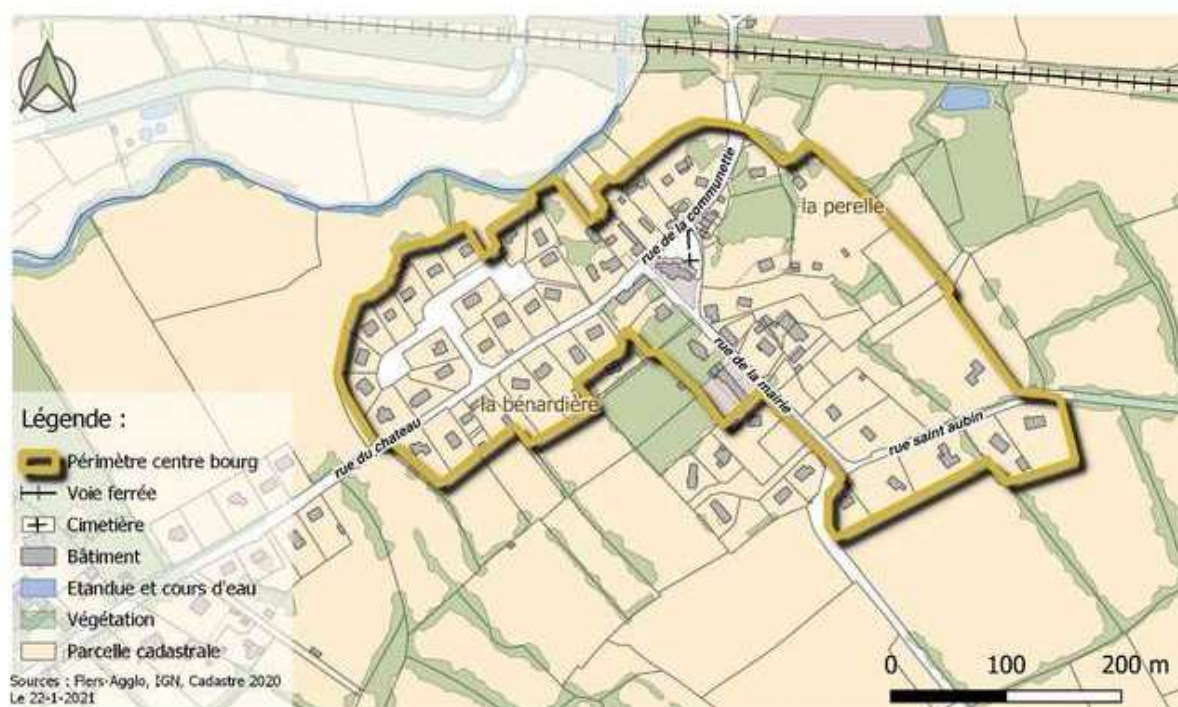 N
rue de la communette
la perelle
rue de la mairie
la bénardière
rue saint aubin
rue du chateau
Légende :
Périmètre centre bourg
Voie ferrée
Cimetière
Bâtiment
Etandue et cours d'eau
Végétation
Parcelle cadastrale
Sources : Flers-Agglo, IGN, Cadastre 2020
Le 22-1-2021
0 100 200 m